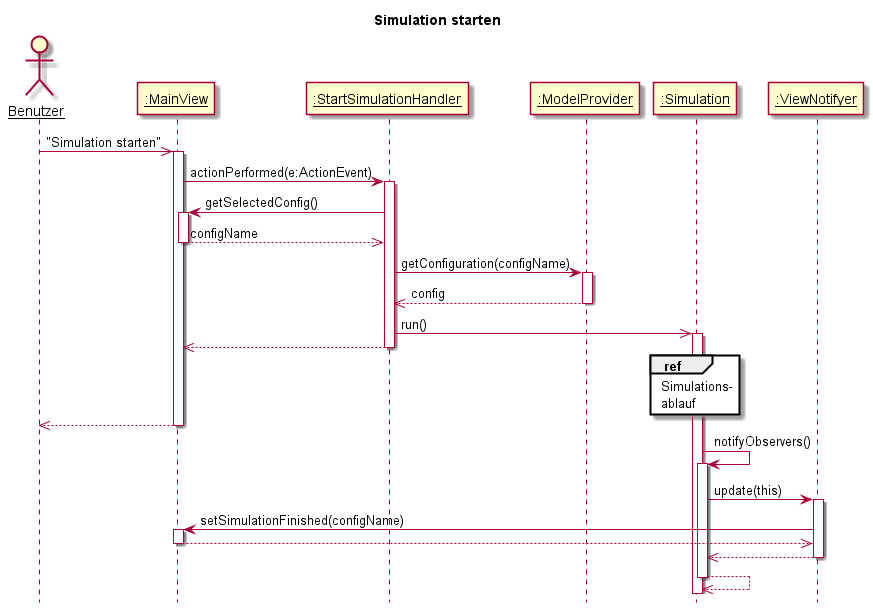 Simulation starten
Benutzer
:MainView
:StartSimulationHandler
:ModelProvider
:Simulation
:ViewNotifyer
"Simulation starten"
actionPerformed(e:ActionEvent)
getSelectedConfig()
configName
getConfiguration(configName)
config
run()
ref
Simulations-
ablauf
notifyObservers()
update(this)
setSimulationFinished(configName)